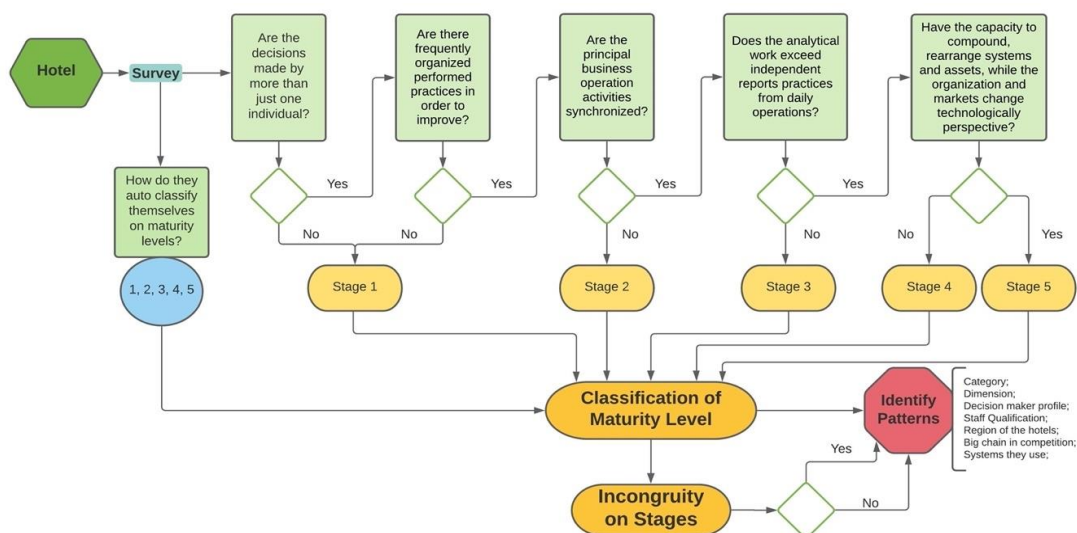 Hotel
Survey
Are the
decisions
made by
more than
just one
individual?
Are there
frequently
organized
performed
practices in
order to
improve?
Are the
principal
business
operation
activities
synchronized?
Does the
analytical
work exceed
independent
reports practices
from daily
operations?
Have the capacity to
compound,
rearrange systems
and assets, while the
organization and
markets change
technologically
perspective?
How do they
auto classify
themselves
on maturity
levels?
Yes
Yes
Yes
Yes
No
No
No
No
No
Yes
1, 2, 3, 4, 5
Stage 1
Stage 2
Stage 3
Stage 4
Stage 5
Classification of
Maturity Level
Identify
Patterns
Category;
Dimension;
Decision maker profile;
Staff Qualification;
Region of the hotels;
Big chain in competition;
Systems they use;
Yes
Incongruity
on Stages
No